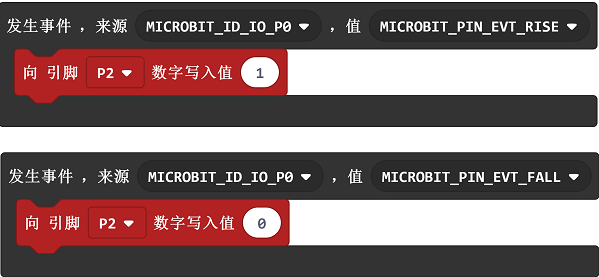 发生事件 ，来源 MICROBIT_ID_IO_P0 ，值 MICROBIT_PIN_EVT_RISE
向 引脚 P2 数字写入值 1
发生事件 ，来源 MICROBIT_ID_IO_P0 ，值 MICROBIT_PIN_EVT_FALL
向 引脚 P2 数字写入值 0